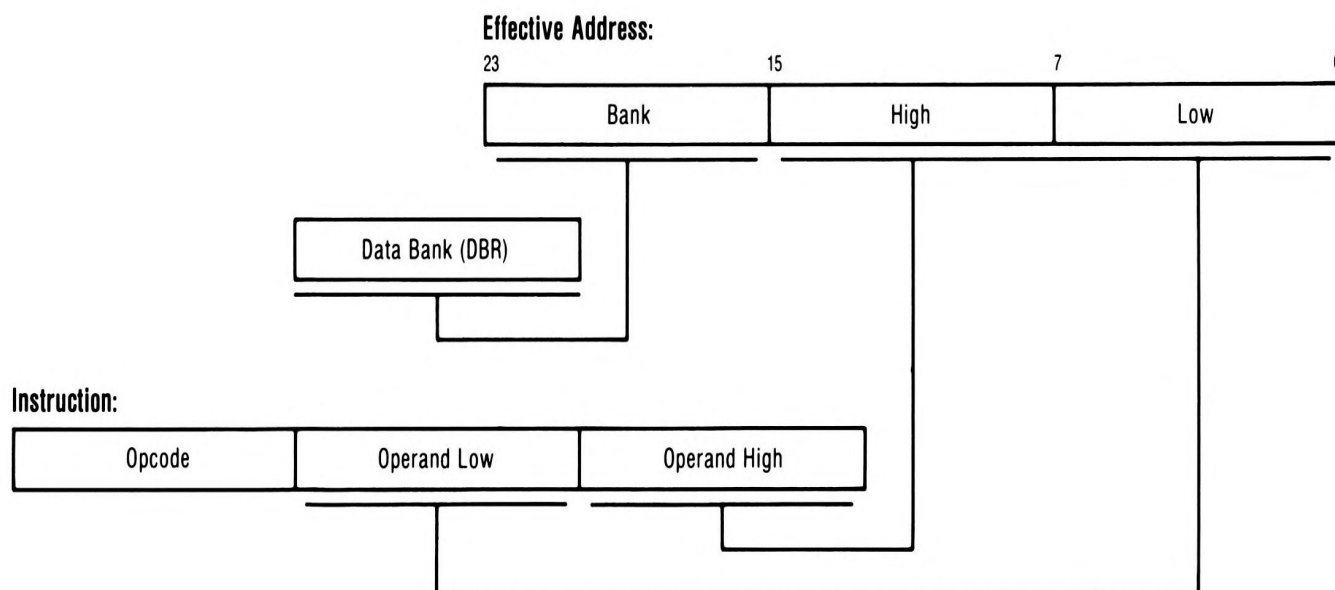 Effective Address:
23 15 7
Bank High Low
Data Bank (DBR)
Instruction:
Opcode Operand Low Operand High